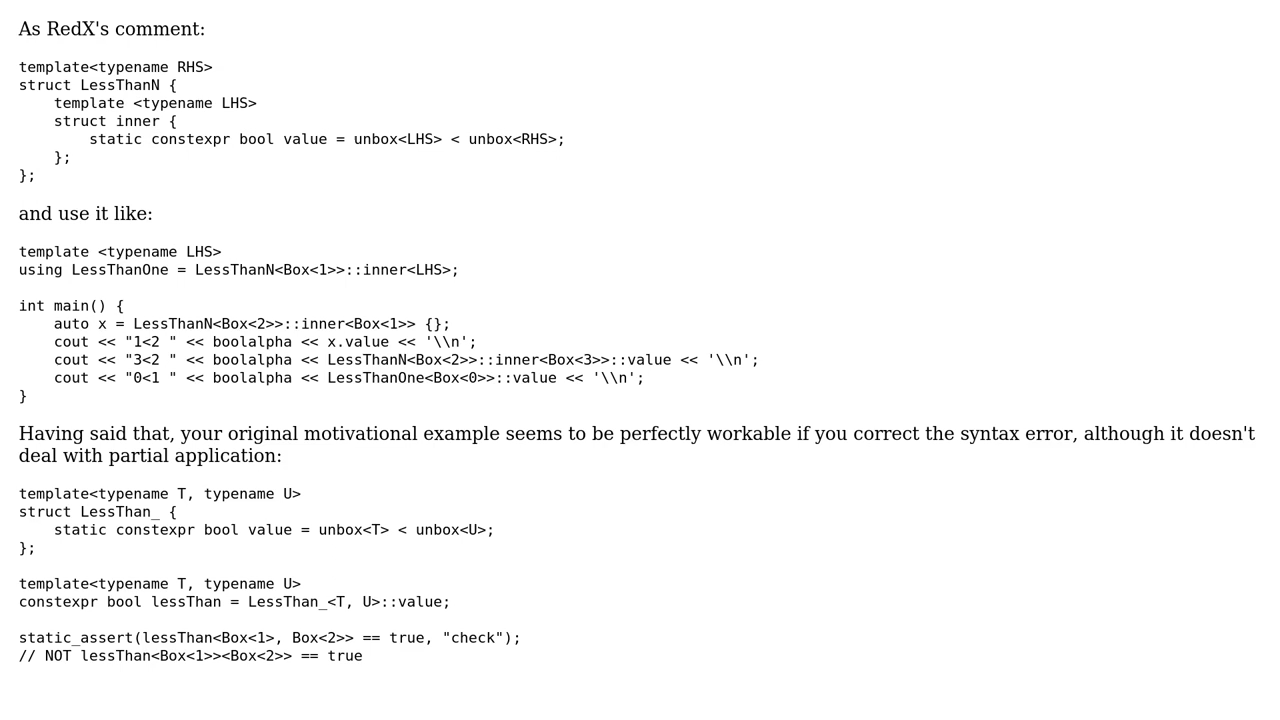 As RedX's comment:
template<typename RHS>
struct LessThanN {
    template <typename LHS>
    struct inner {
        static constexpr bool value = unbox<LHS> < unbox<RHS>;
    };
};
and use it like:
template <typename LHS>
using LessThanOne = LessThanN<Box<1>>::inner<LHS>;
int main() {
    auto x = LessThanN<Box<2>>::inner<Box<1>> {};
    cout << "1<2 " << boolalpha << x.value << '\\n';
    cout << "3<2 " << boolalpha << LessThanN<Box<2>>::inner<Box<3>>::value << '\\n';
    cout << "0<1 " << boolalpha << LessThanOne<Box<0>>::value << '\\n';
}
Having said that, your original motivational example seems to be perfectly workable if you correct the syntax error, although it doesn't
deal with partial application:
template<typename T, typename U>
struct LessThan_ {
    static constexpr bool value = unbox<T> < unbox<U>;
};
template<typename T, typename U>
constexpr bool lessThan = LessThan_<T, U>::value;
static_assert(lessThan<Box<1>, Box<2>> == true, "check");
// NOT lessThan<Box<1>><Box<2>> == true